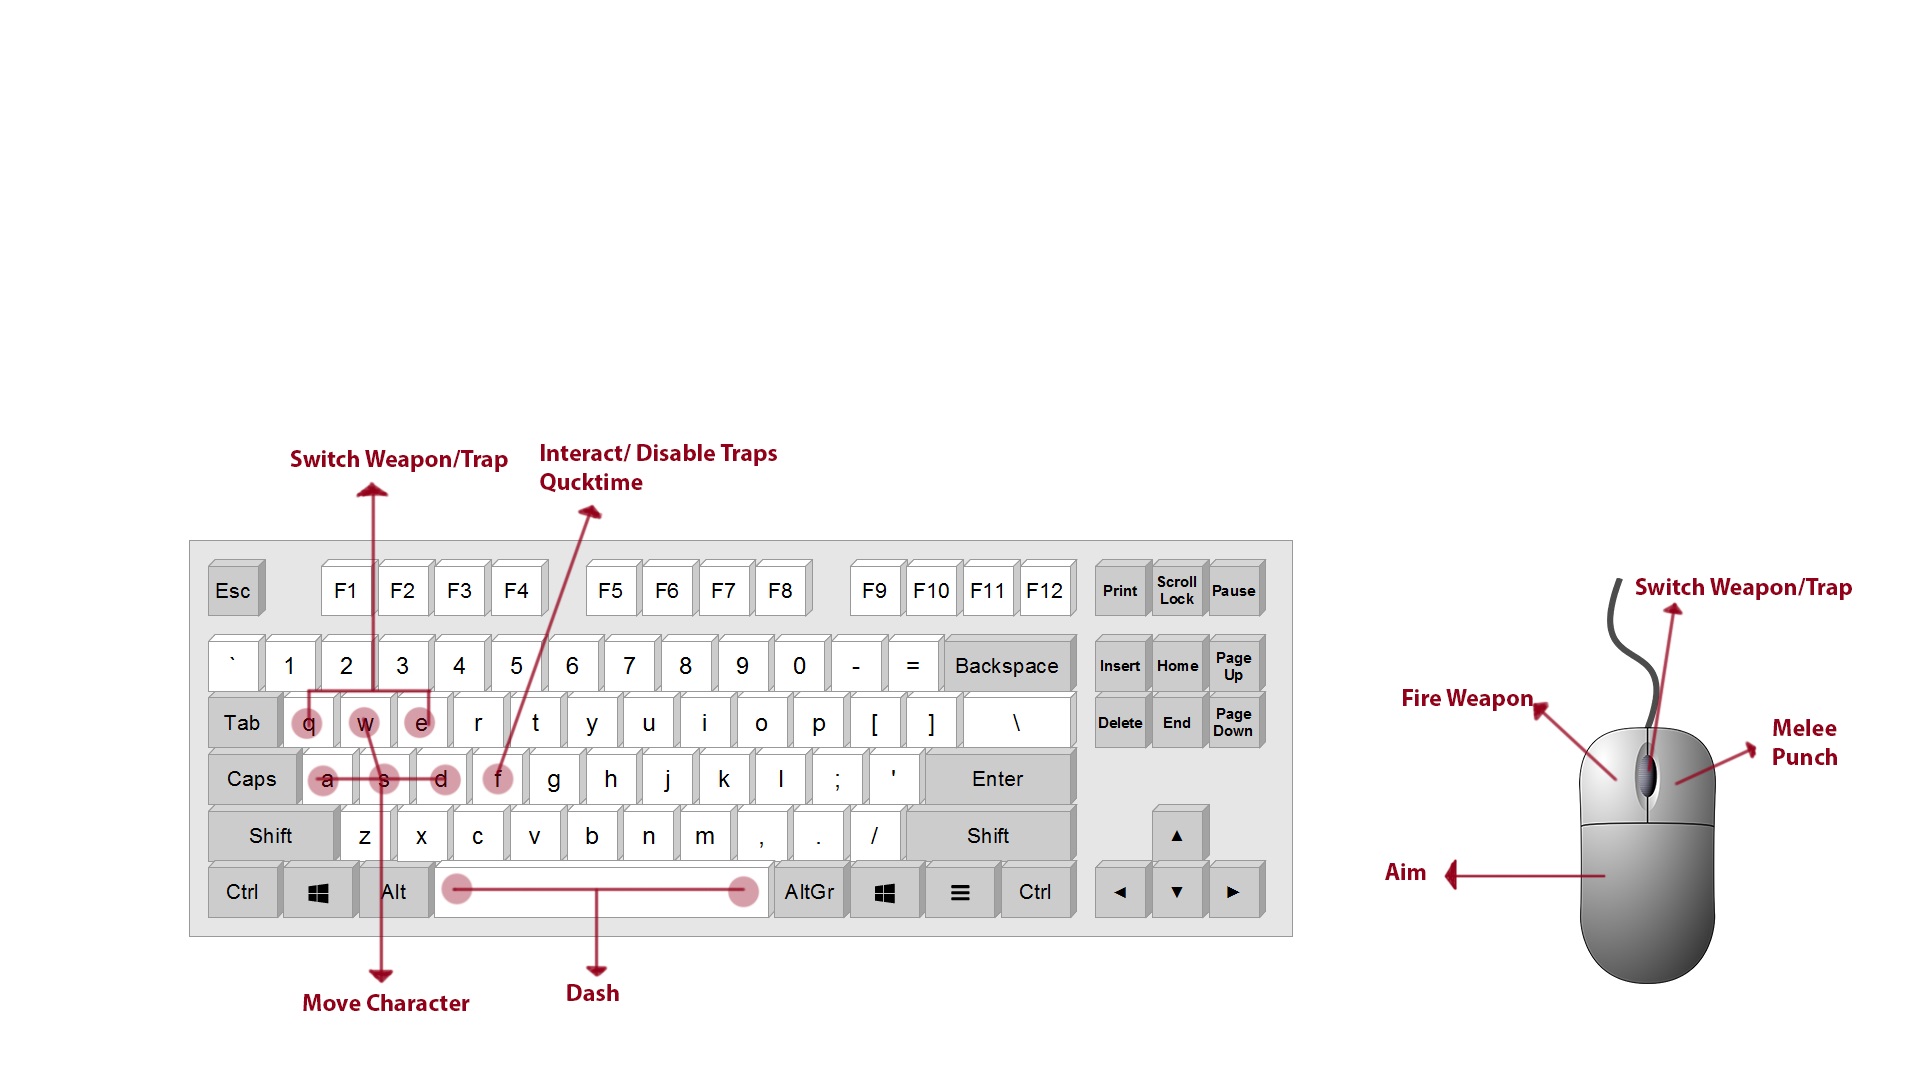 Switch Weapon/Trap
Interact/ Disable Traps
Qucktime
Esc F1 F2 F3 F4 F5 F6 F7 F8 F9 F10 F11 F12 Print Scroll Lock Pause
` 1 2 3 4 5 6 7 8 9 0 - = Backspace Insert Home Page Up
Tab q w e r t y u i o p [ ] \ Delete End Page Down
Caps a s d f g h j k l ; ' Enter
Shift z x c v b n m , . / Shift ▲
Ctrl Alt AltGr Ctrl ◄ ▼ ►
Move Character
Dash
Switch Weapon/Trap
Fire Weapon
Melee
Punch
Aim